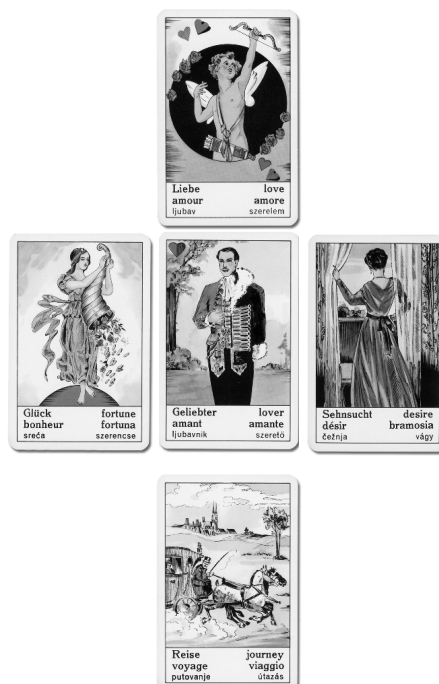 Liebe love
amour amore
ljubav szerelem
Glück fortune
bonheur fortuna
sreća szerencse
Geliebter lover
amant amante
ljubavnik szerető
Sehnsucht desire
désir bramosia
čežnja vágy
Reise journey
voyage viaggio
putovanje útazás